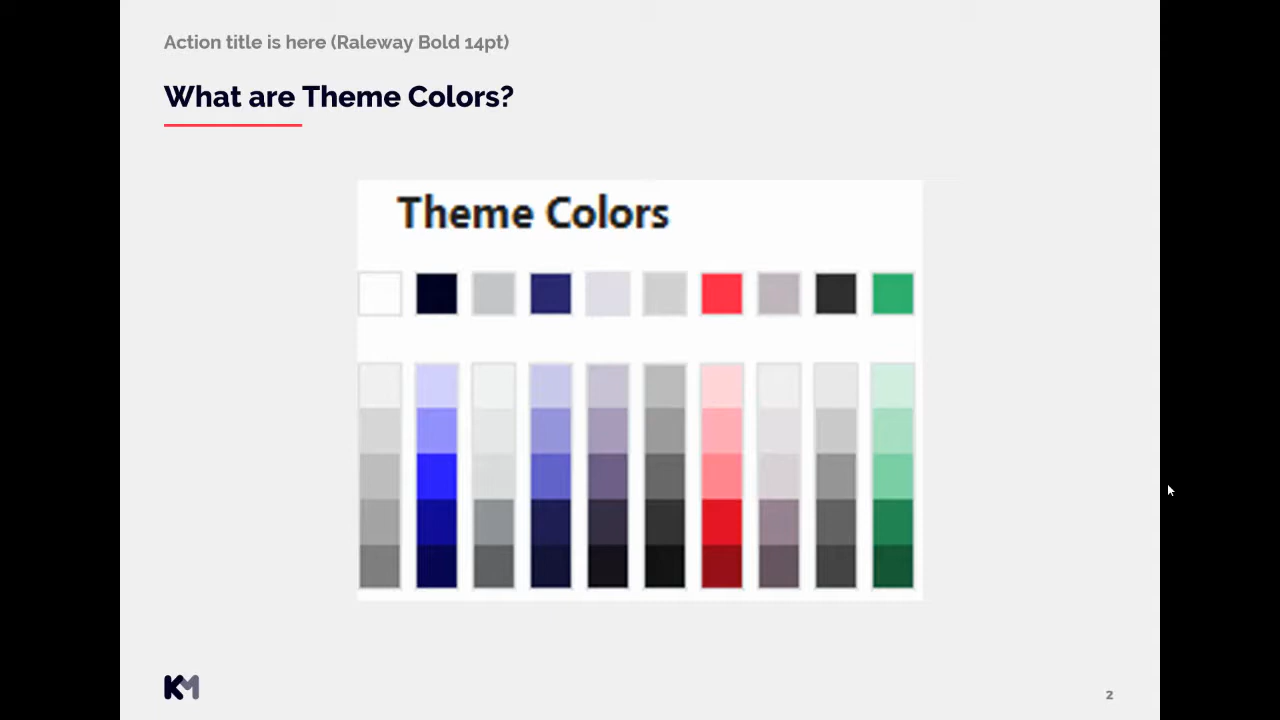 Action title is here (Raleway Bold 14pt)
What are Theme Colors?
Theme Colors
KM
2